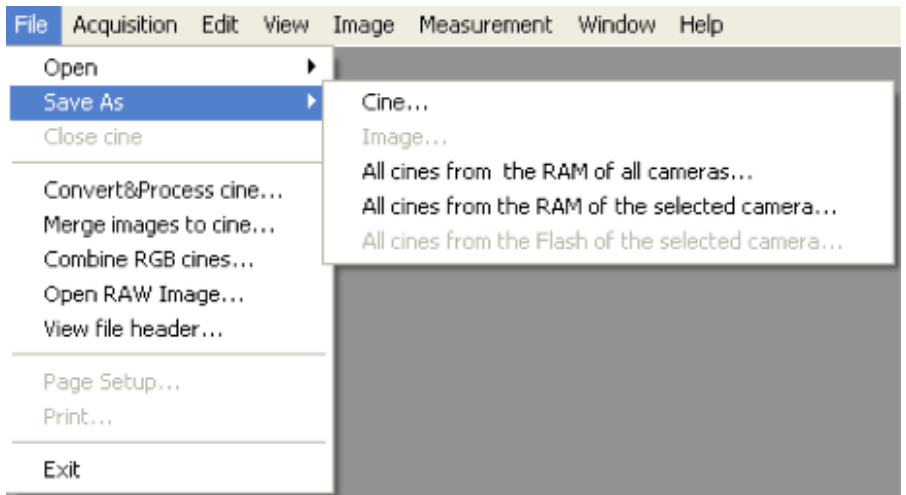 File Acquisition Edit View Image Measurement Window Help
Open
Save As
Close cine
Convert&Process cine...
Merge images to cine...
Combine RGB cines...
Open RAW Image...
View file header...
Page Setup...
Print...
Exit
Cine...
Image...
All cines from the RAM of all cameras...
All cines from the RAM of the selected camera...
All cines from the Flash of the selected camera...